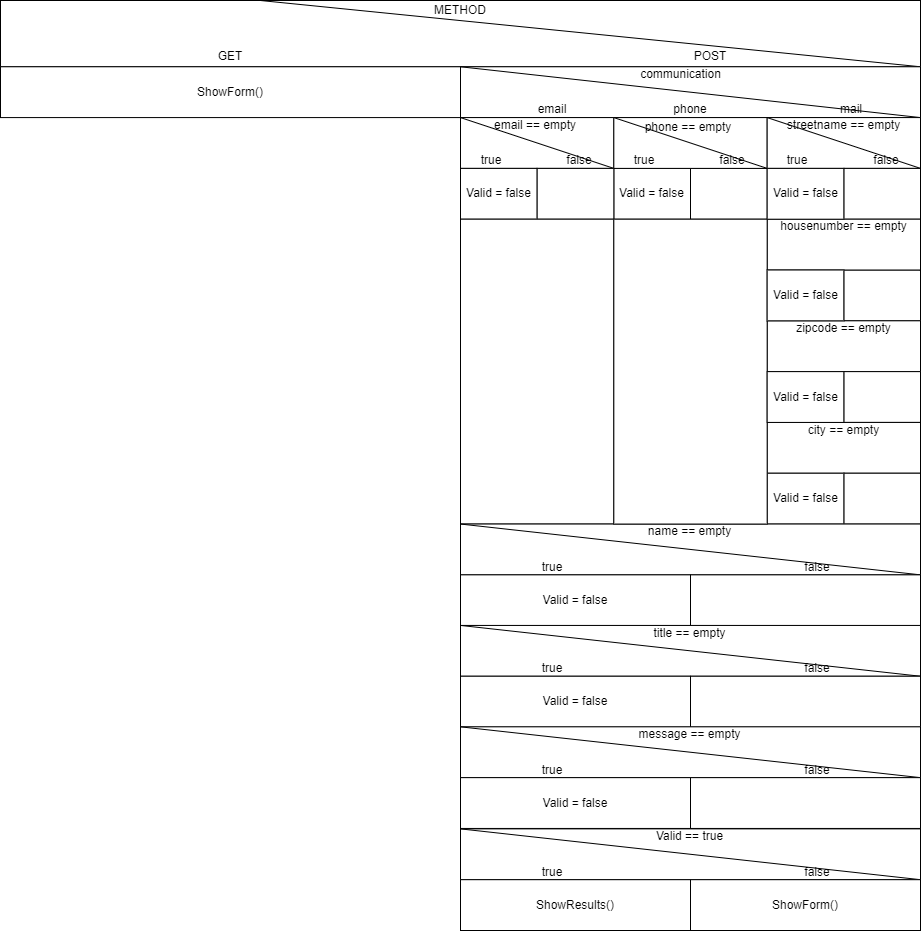 METHOD
GET POST
ShowForm() communication
email phone mail
email == empty phone == empty streetname == empty
true false true false true false
Valid = false Valid = false Valid = false
housenumber == empty
Valid = false
zipcode == empty
Valid = false
city == empty
Valid = false
name == empty
true false
Valid = false
title == empty
true false
Valid = false
message == empty
true false
Valid = false
Valid == true
true false
ShowResults() ShowForm()